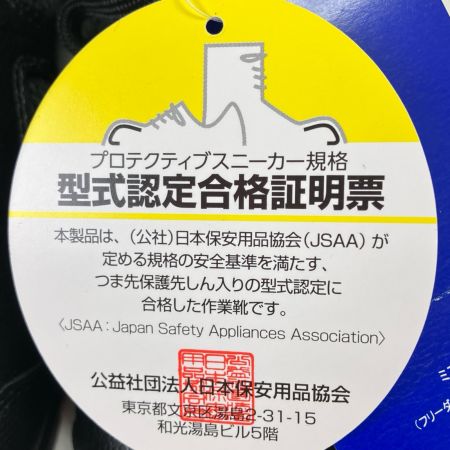 プロテクティブスニーカー規格
型式認定合格証明票
本製品は、(公社)日本保安用品協会(JSAA)が
定める規格の安全基準を満たす、
つま先保護先しん入りの型式認定に
合格した作業靴です。
〈JSAA：Japan Safety Appliances Association〉
公益社団法人日本保安用品協会
東京都文京区湯島2-31-15
和光湯島ビル5階
ミズ
(フリーダ